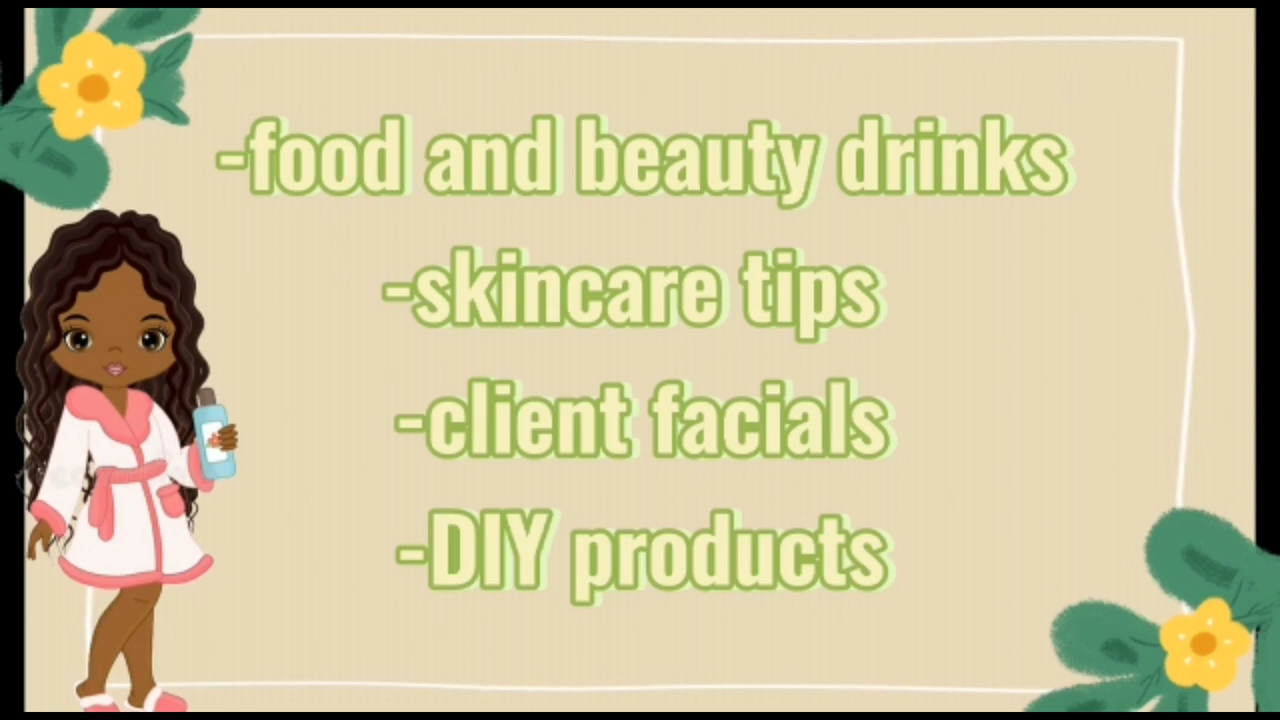 -food and beauty drinks
-skincare tips
-client facials
-DIY products